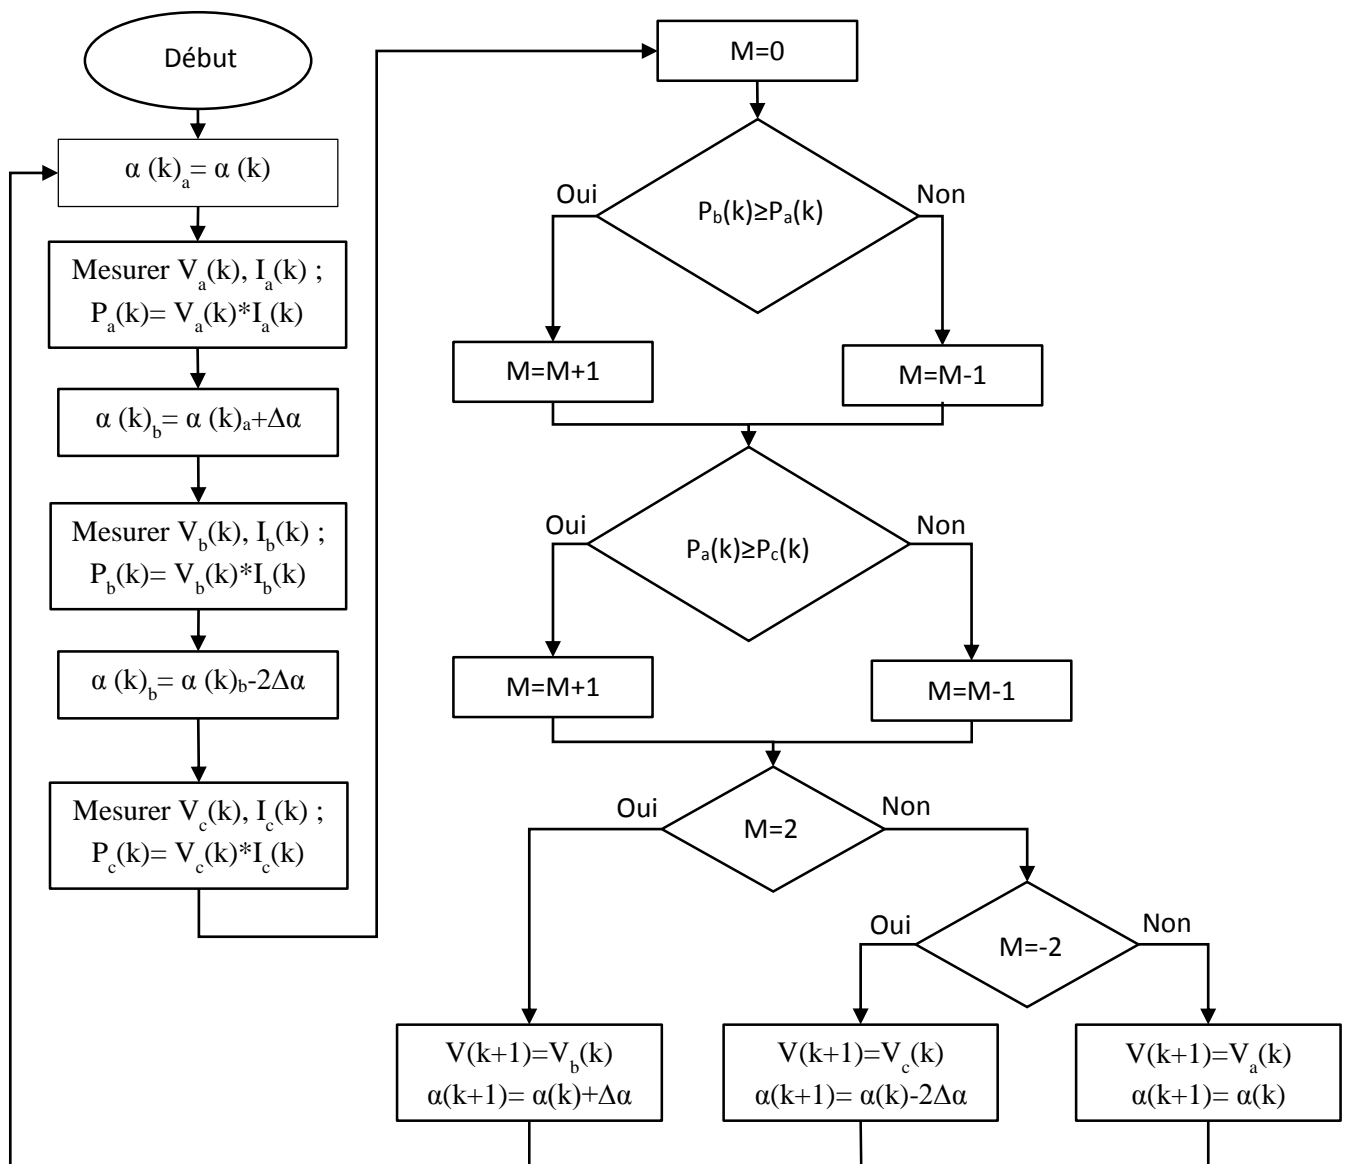 Début
α (k)a= α (k)
Mesurer Va(k), Ia(k) ;
Pa(k)= Va(k)*Ia(k)
α (k)b= α (k)a+Δα
Mesurer Vb(k), Ib(k) ;
Pb(k)= Vb(k)*Ib(k)
α (k)b= α (k)b-2Δα
Mesurer Vc(k), Ic(k) ;
Pc(k)= Vc(k)*Ic(k)
M=0
Oui
Pb(k)≥Pa(k)
Non
M=M+1
M=M-1
Oui
Pa(k)≥Pc(k)
Non
M=M+1
M=M-1
Oui
M=2
Non
Oui
M=-2
Non
V(k+1)=Vb(k)
α(k+1)= α(k)+Δα
V(k+1)=Vc(k)
α(k+1)= α(k)-2Δα
V(k+1)=Va(k)
α(k+1)= α(k)